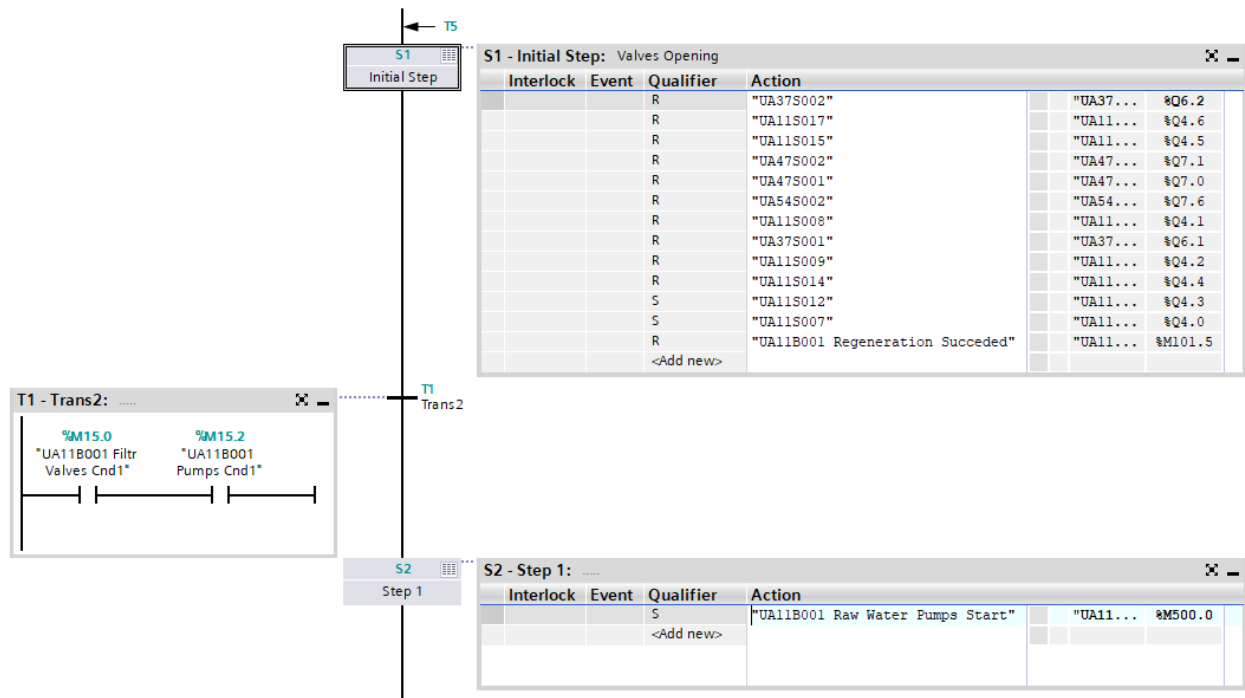 T5
S1
Initial Step
S1 - Initial Step: Valves Opening
Interlock Event Qualifier Action
R "UA37S002" "UA37... %Q6.2
R "UA11S017" "UA11... %Q4.6
R "UA11S015" "UA11... %Q4.5
R "UA47S002" "UA47... %Q7.1
R "UA47S001" "UA47... %Q7.0
R "UA54S002" "UA54... %Q7.6
R "UA11S008" "UA11... %Q4.1
R "UA37S001" "UA37... %Q6.1
R "UA11S009" "UA11... %Q4.2
R "UA11S014" "UA11... %Q4.4
S "UA11S012" "UA11... %Q4.3
S "UA11S007" "UA11... %Q4.0
R "UA11B001 Regeneration Succeded" "UA11... %M101.5
<Add new>
T1 - Trans2: .....
T1
Trans2
%M15.0 %M15.2
"UA11B001 Filtr "UA11B001
Valves Cnd1" Pumps Cnd1"
S2
Step 1
S2 - Step 1: .....
Interlock Event Qualifier Action
S "UA11B001 Raw Water Pumps Start" "UA11... %M500.0
<Add new>